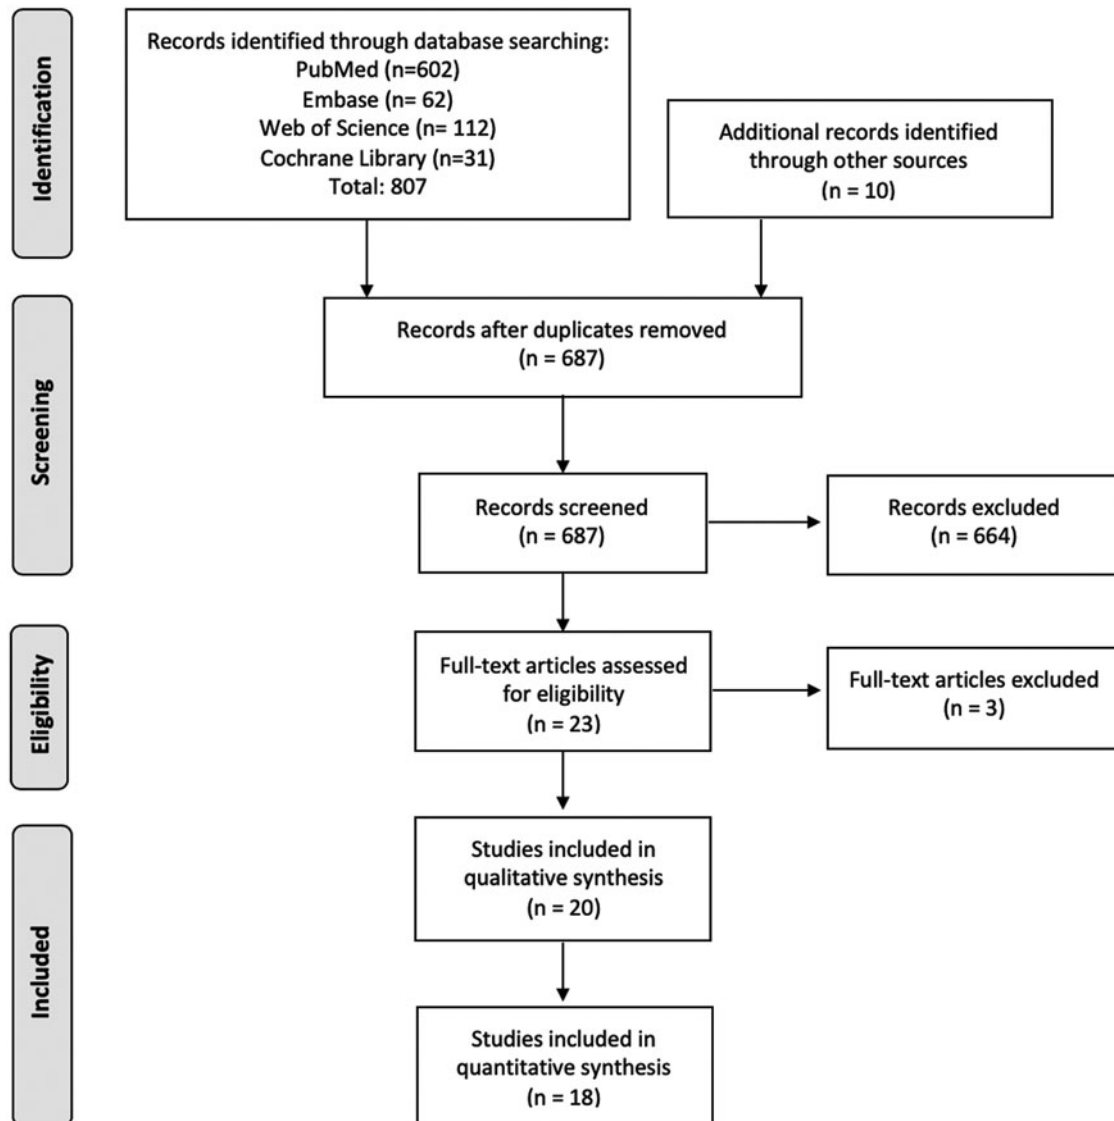 Identification
Records identified through database searching:
PubMed (n=602)
Embase (n= 62)
Web of Science (n= 112)
Cochrane Library (n=31)
Total: 807
Additional records identified
through other sources
(n = 10)
Screening
Records after duplicates removed
(n = 687)
Records screened
(n = 687)
Records excluded
(n = 664)
Eligibility
Full-text articles assessed
for eligibility
(n = 23)
Full-text articles excluded
(n = 3)
Included
Studies included in
qualitative synthesis
(n = 20)
Studies included in
quantitative synthesis
(n = 18)